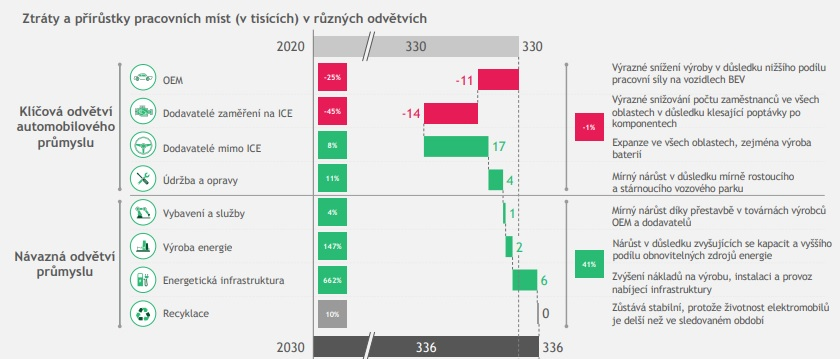 Ztráty a přírůstky pracovních míst (v tisících) v různých odvětvích
2020 330 330
Klíčová odvětví
automobilového
průmyslu
OEM -25% -11
Výrazné snížení výroby v důsledku nižšího podílu
pracovní síly na vozidlech BEV
Dodavatelé zaměření na ICE -45% -14
Výrazné snižování počtu zaměstnanců ve všech
oblastech v důsledku klesající poptávky po
komponentech
-1%
Dodavatelé mimo ICE 8% 17
Expanze ve všech oblastech, zejména výroba
baterií
Údržba a opravy 11% 4
Mírný nárůst v důsledku mírně rostoucího
a stárnoucího vozového parku
Návazná odvětví
průmyslu
Vybavení a služby 4% 1
Mírný nárůst díky přestavbě v továrnách výrobců
OEM a dodavatelů
Výroba energie 147% 2
Nárůst v důsledku zvyšujících se kapacit a vyššího
podílu obnovitelných zdrojů energie
41%
Energetická infrastruktura 662% 6
Zvýšení nákladů na výrobu, instalaci a provoz
nabíjecí infrastruktury
Recyklace 10% 0
Zůstává stabilní, protože životnost elektromobilů
je delší než ve sledovaném období
2030 336 336